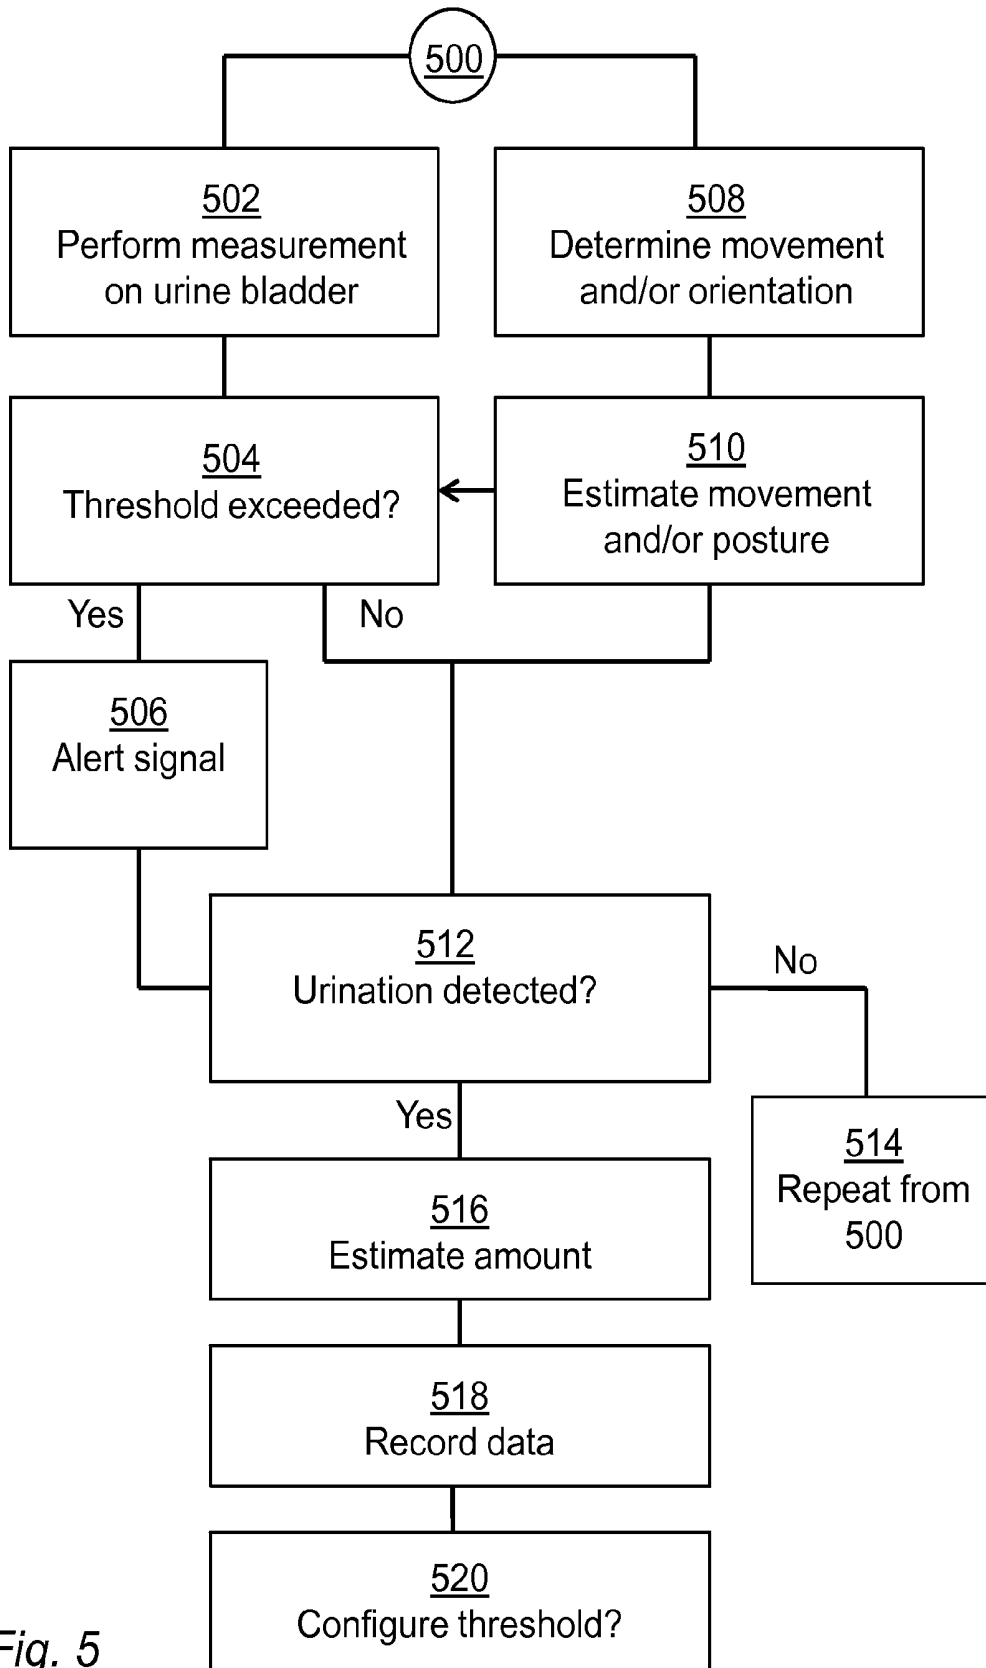 500
502
Perform measurement
on urine bladder
508
Determine movement
and/or orientation
504
Threshold exceeded?
510
Estimate movement
and/or posture
Yes
No
506
Alert signal
512
Urination detected?
No
Yes
514
Repeat from
500
516
Estimate amount
518
Record data
520
Configure threshold?
Fig. 5